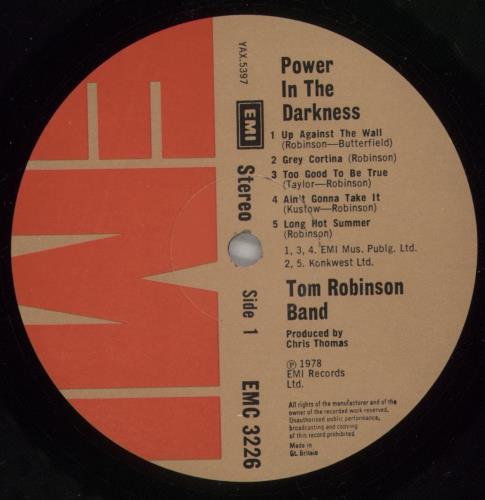 Power
In The
Darkness
1 Up Against The Wall
(Robinson—Butterfield)
2 Grey Cortina (Robinson)
3 Too Good To Be True
(Taylor—Robinson)
4 Ain't Gonna Take It
(Kustow—Robinson)
5 Long Hot Summer
(Robinson)
1, 3, 4. EMI Mus. Publg. Ltd.
2, 5. Konkwest Ltd.
Tom Robinson
Band
Produced by
Chris Thomas
Ⓟ 1978
EMI Records
Ltd.
All rights of the manufacturer and of the
owner of the recorded work reserved.
Unauthorised public performance,
broadcasting and copying
of this record prohibited.
Made in
Gt. Britain
YAX.5397
EMI
Stereo
Side 1
EMC 3226
EMI